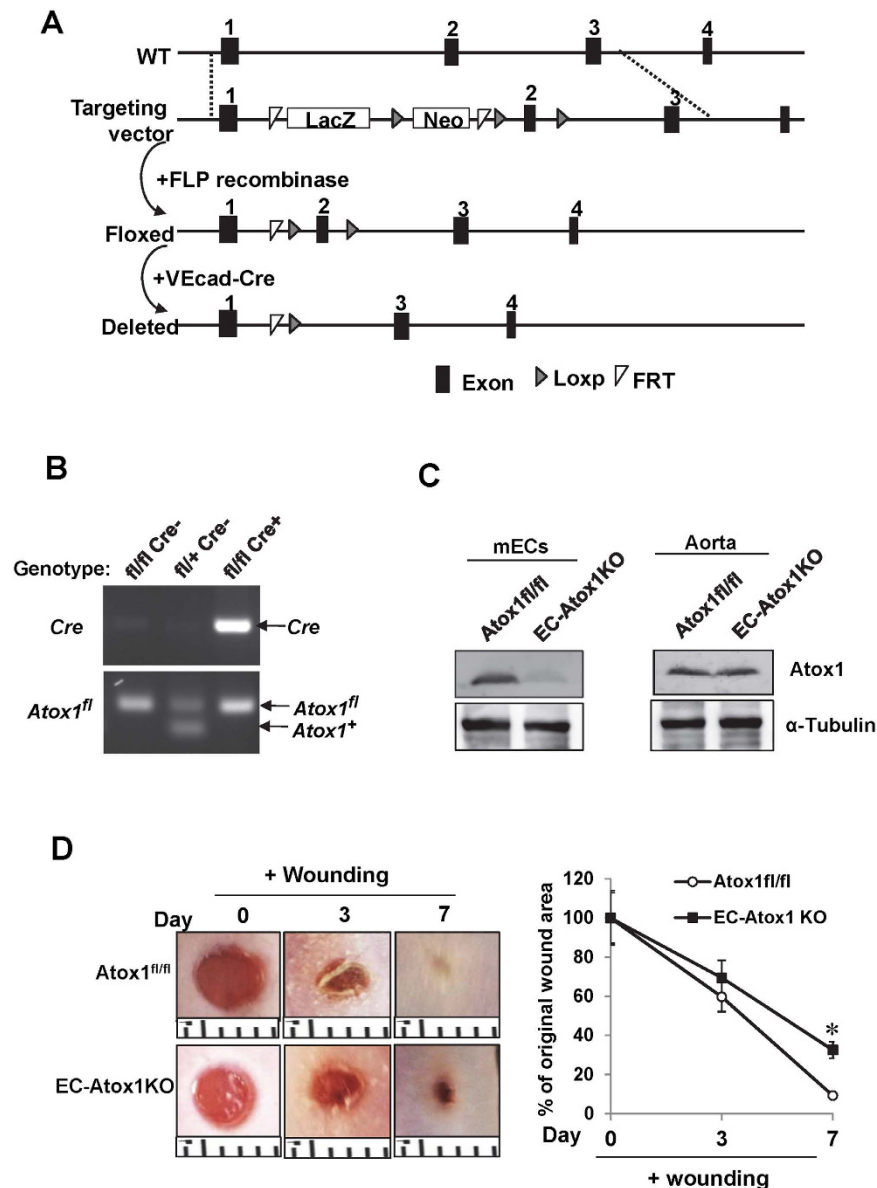 A
WT 1 2 3 4
Targeting vector 1 LacZ Neo 2 3
+FLP recombinase
Floxed 1 2 3 4
+VEcad-Cre
Deleted 1 3 4
Exon Loxp FRT
B
Genotype: fl/fl Cre- fl/+ Cre- fl/fl Cre+
Cre Cre
Atox1fl Atox1fl
Atox1+
C
mECs Aorta
Atox1fl/fl EC-Atox1KO Atox1fl/fl EC-Atox1KO
Atox1
α-Tubulin
D
+ Wounding
Day 0 3 7
Atox1fl/fl
EC-Atox1KO
Atox1fl/fl
EC-Atox1 KO
% of original wound area
120
100
80
60
40
20
0
*
Day 0 3 7
+ wounding